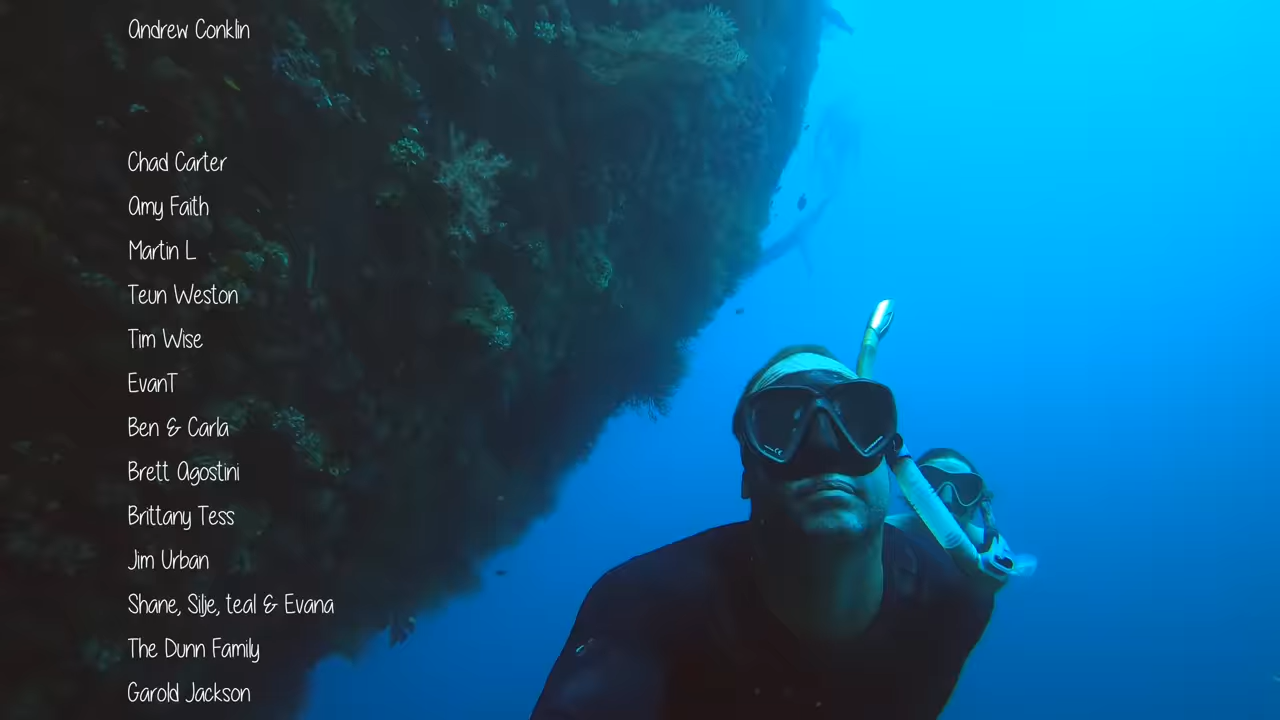 Andrew Conklin
Chad Carter
Amy Faith
Martin L
Teun Weston
Tim Wise
EvanT
Ben & Carla
Brett Agostini
Brittany Tess
Jim Urban
Shane, Silje, teal & Evana
The Dunn Family
Garold Jackson